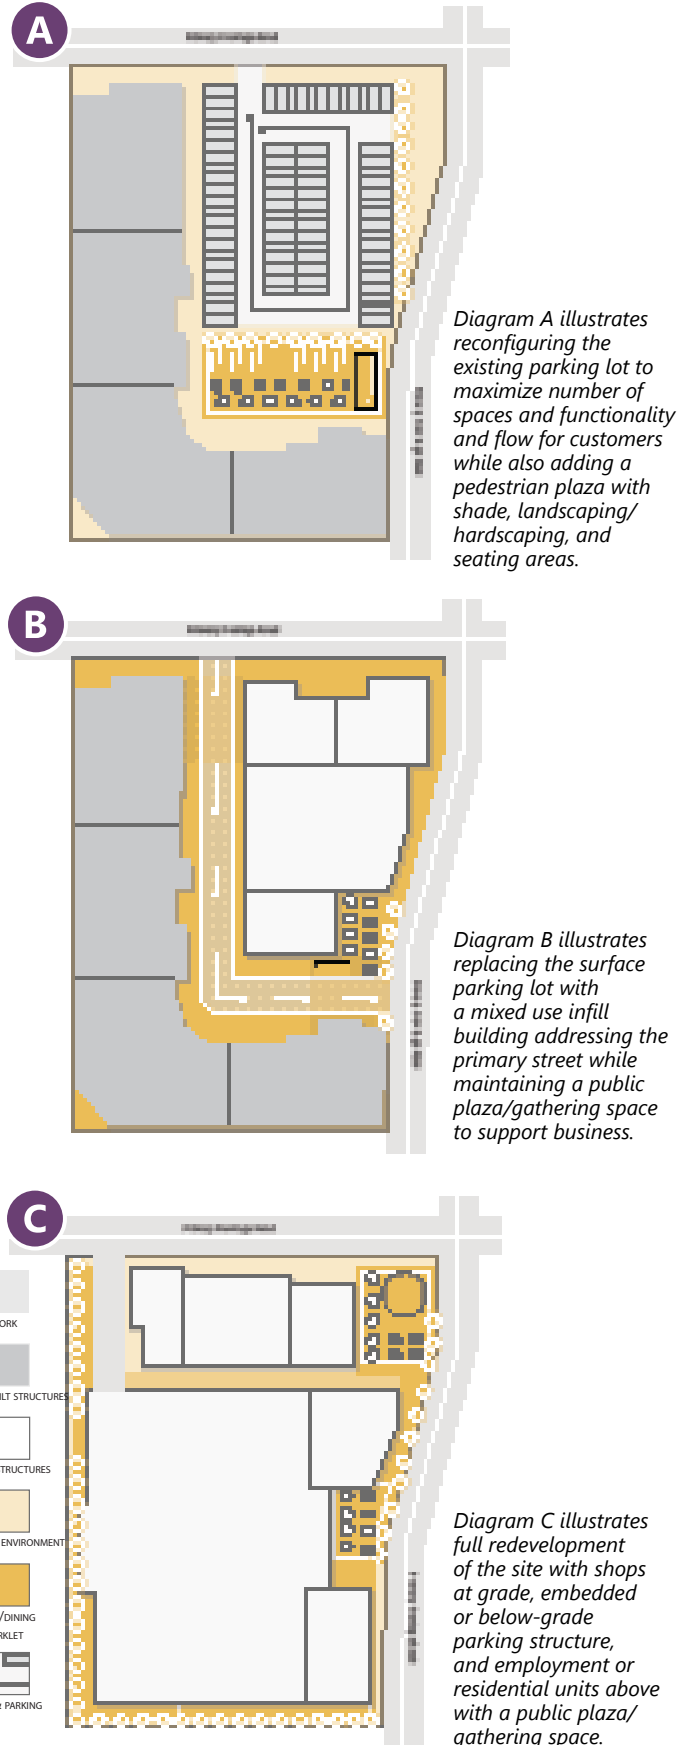 A
Diagram A illustrates
reconfiguring the
existing parking lot to
maximize number of
spaces and functionality
and flow for customers
while also adding a
pedestrian plaza with
shade, landscaping/
hardscaping, and
seating areas.
B
Diagram B illustrates
replacing the surface
parking lot with
a mixed use infill
building addressing the
primary street while
maintaining a public
plaza/gathering space
to support business.
C
ORK
LT STRUCTURES
TRUCTURES
ENVIRONMENT
/DINING
RKLET
PARKING
Diagram C illustrates
full redevelopment
of the site with shops
at grade, embedded
or below-grade
parking structure,
and employment or
residential units above
with a public plaza/
gathering space.